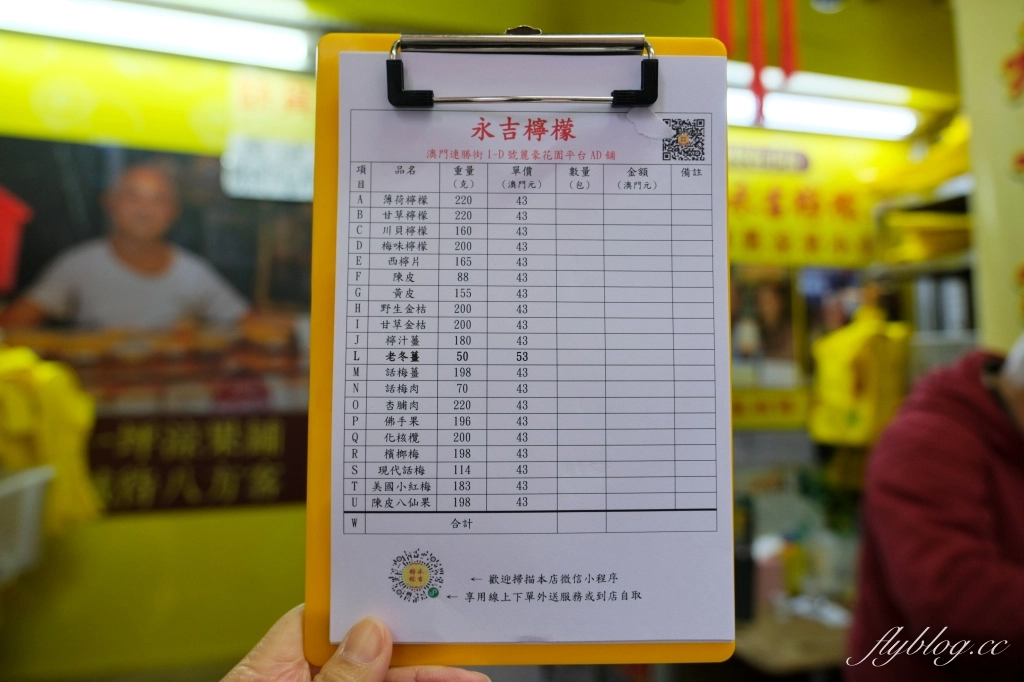 永吉檸檬
澳門連勝街1-D號麗豪花園平台AD鋪
項目 品名 重量（克） 單價（澳門元） 數量（包） 金額（澳門元） 備註
A 薄荷檸檬 220 43
B 甘草檸檬 220 43
C 川貝檸檬 160 43
D 梅味檸檬 200 43
E 西檸片 165 43
F 陳皮 88 43
G 黃皮 155 43
H 野生金桔 200 43
I 甘草金桔 200 43
J 檸汁薑 180 43
L 老冬薑 50 53
M 話梅薑 198 43
N 話梅肉 70 43
O 杏脯肉 220 43
P 佛手果 196 43
Q 化核欖 200 43
R 檳榔梅 198 43
S 現代話梅 114 43
T 美國小紅梅 183 43
U 陳皮八仙果 198 43
W 合計
← 歡迎掃描本店微信小程序
← 享用線上下單外送服務或到店自取
flyblog.cc